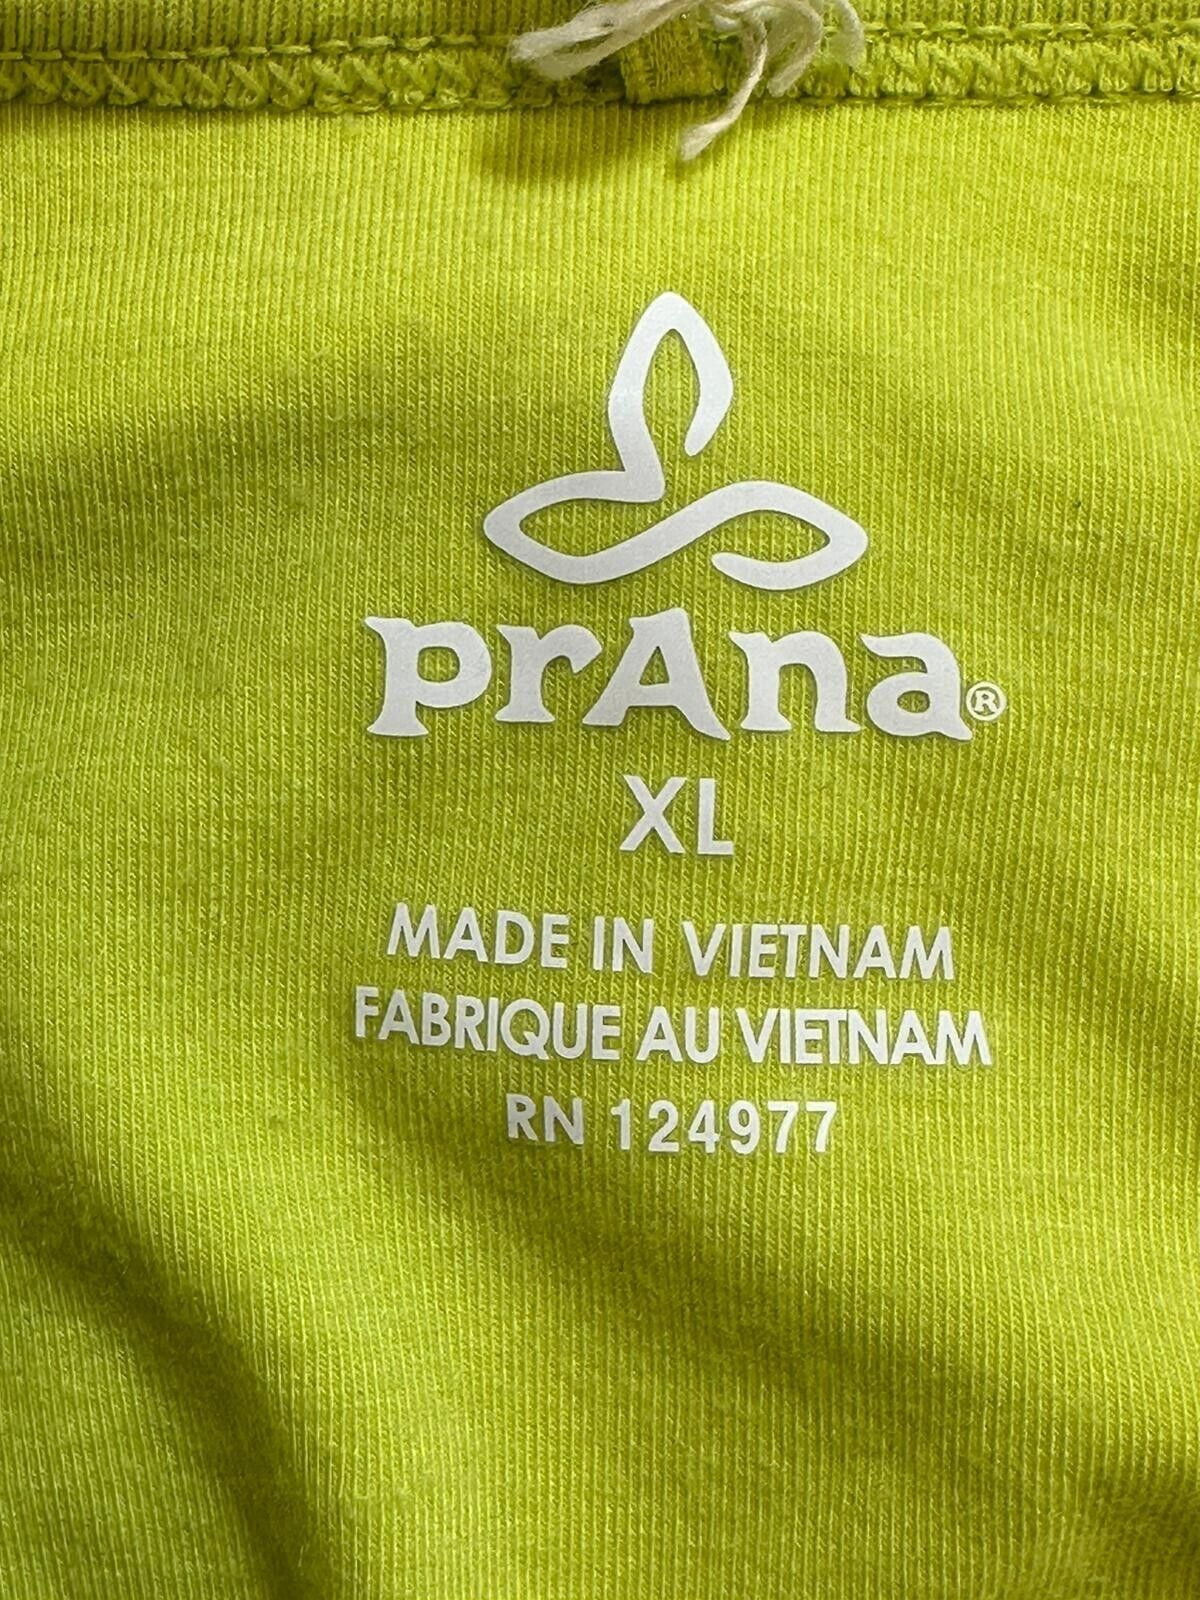 prAna®
XL
MADE IN VIETNAM
FABRIQUE AU VIETNAM
RN 124977